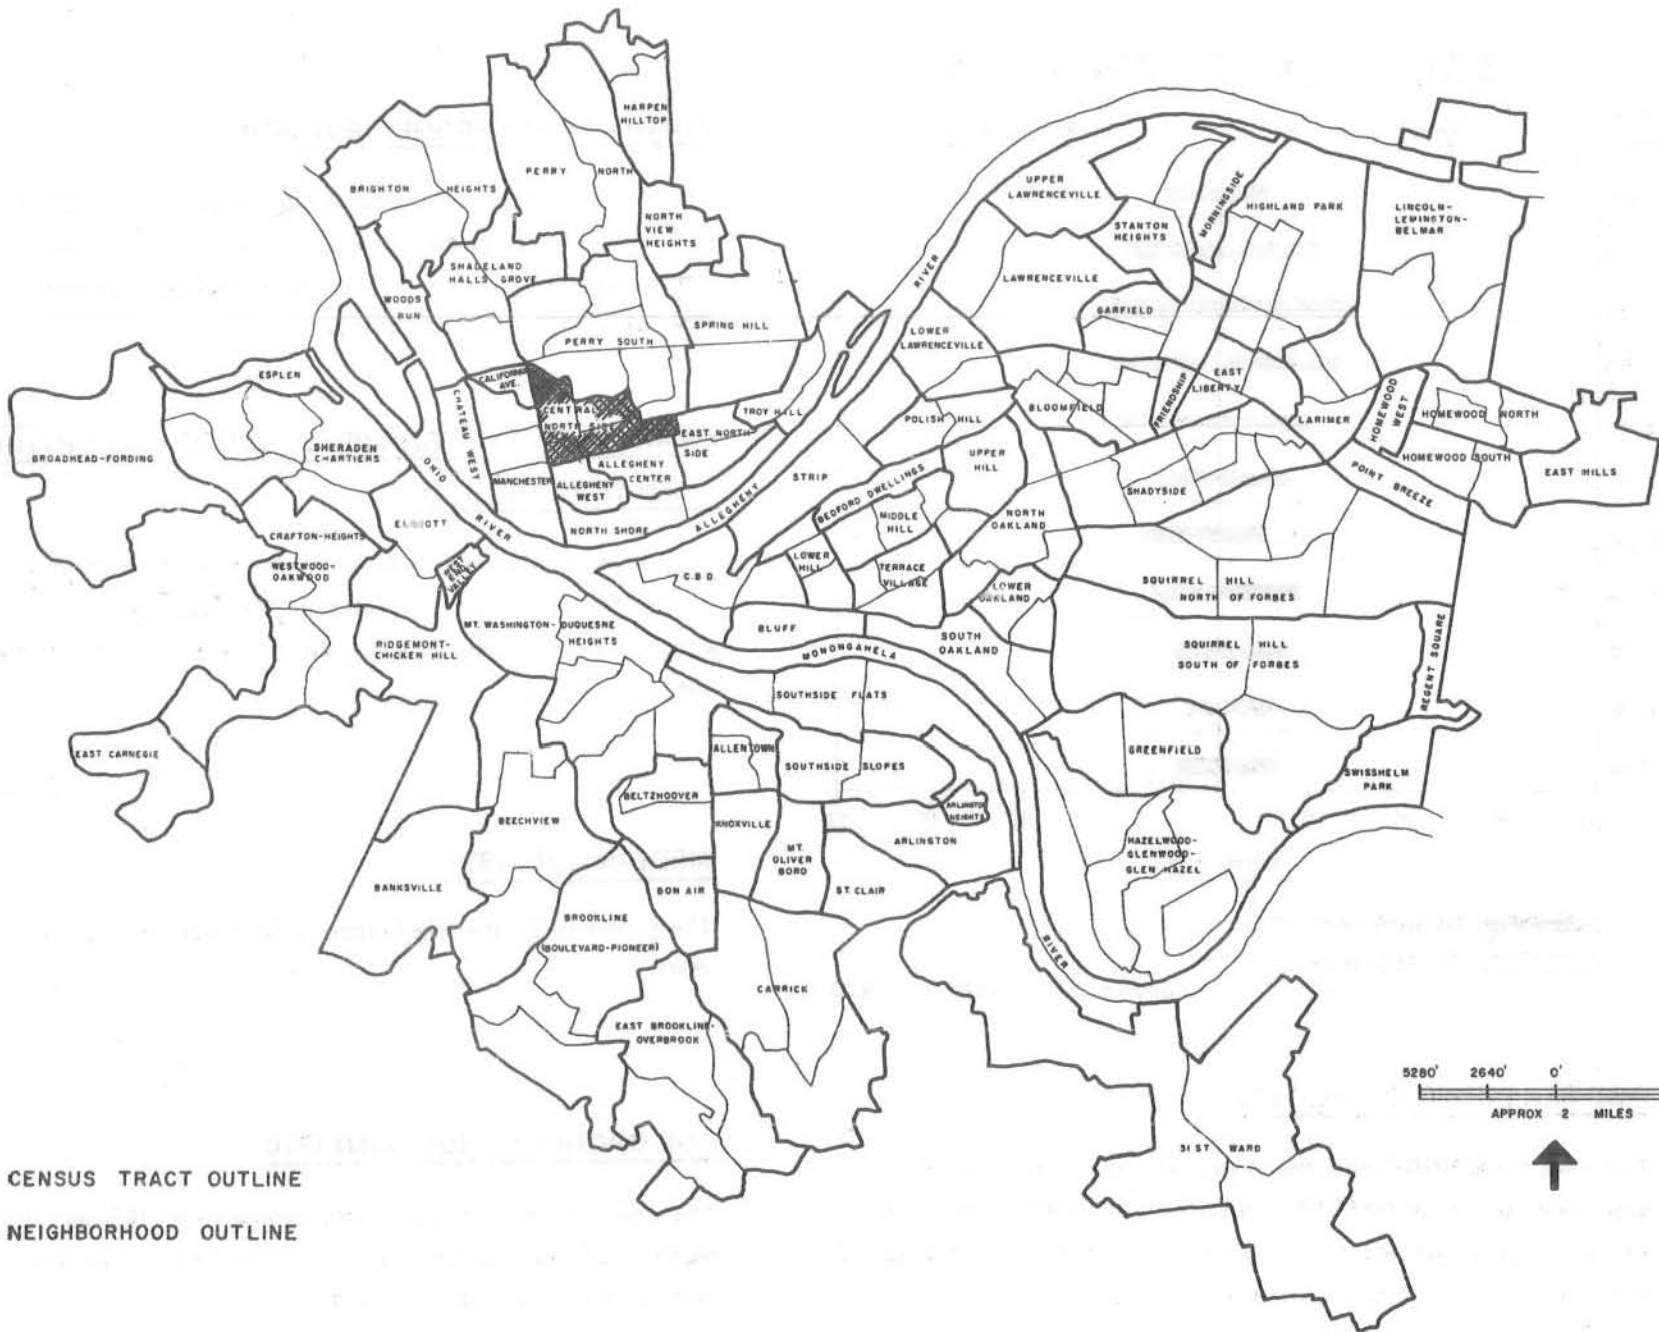 HARPEN
HILLTOP
BRIGHTON HEIGHTS
PERRY NORTH
NORTH
VIEW
HEIGHTS
SHADELAND
HALLS GROVE
WOODS
RUN
SPRING HILL
PERRY SOUTH
ESPLEN
CALIFORNIA
AVE.
CENTRAL
NORTH SIDE
TROY HILL
EAST NORTH
SIDE
CHATEAU WEST
MANCHESTER
ALLEGHENY
CENTER
ALLEGHENY
WEST
NORTH SHORE
OHIO
RIVER
ALLEGHENY
RIVER
BROADHEAD-FORDING
SHERADEN
CHARTIERS
ELLIOTT
CRAFTON-HEIGHTS
WESTWOOD-
OAKWOOD
WEST
END
VALLEY
RIDGEMONT-
CHICKEN HILL
EAST CARNEGIE
UPPER
LAWRENCEVILLE
STANTON
HEIGHTS
MORNINGSIDE
HIGHLAND PARK
LINCOLN-
LEMINGTON-
BELMAR
LAWRENCEVILLE
GARFIELD
LOWER
LAWRENCEVILLE
FRIENDSHIP
EAST
LIBERTY
POLISH HILL
BLOOMFIELD
LARIMER
HOMEWOOD
WEST
HOMEWOOD NORTH
HOMEWOOD SOUTH
EAST HILLS
POINT BREEZE
STRIP
UPPER
HILL
BEDFORD DWELLINGS
MIDDLE
HILL
NORTH
OAKLAND
SHADYSIDE
LOWER
HILL
TERRACE
VILLAGE
C.B.D.
LOWER
OAKLAND
SQUIRREL HILL
NORTH OF FORBES
MT. WASHINGTON-DUQUESNE
HEIGHTS
BLUFF
SOUTH
OAKLAND
MONONGAHELA
RIVER
SQUIRREL HILL
SOUTH OF FORBES
REGENT SQUARE
SOUTHSIDE FLATS
ALLENTOWN
SOUTHSIDE SLOPES
GREENFIELD
SWISSHELM
PARK
BELTZHOOVER
ARLINGTON
HEIGHTS
BEECHVIEW
KNOXVILLE
ARLINGTON
HAZELWOOD-
GLENWOOD-
GLEN HAZEL
MT.
OLIVER
BORO
BANKSVILLE
BON AIR
ST. CLAIR
BROOKLINE
(BOULEVARD-PIONEER)
CARRICK
EAST BROOKLINE-
OVERBROOK
31 ST. WARD
5280' 2640' 0'
APPROX 2 MILES
CENSUS TRACT OUTLINE
NEIGHBORHOOD OUTLINE